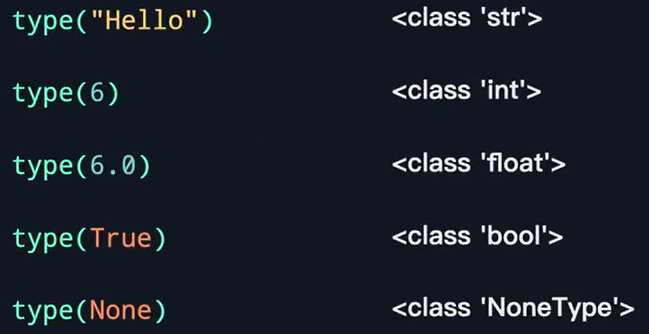 type("Hello") <class 'str'>
type(6) <class 'int'>
type(6.0) <class 'float'>
type(True) <class 'bool'>
type(None) <class 'NoneType'>